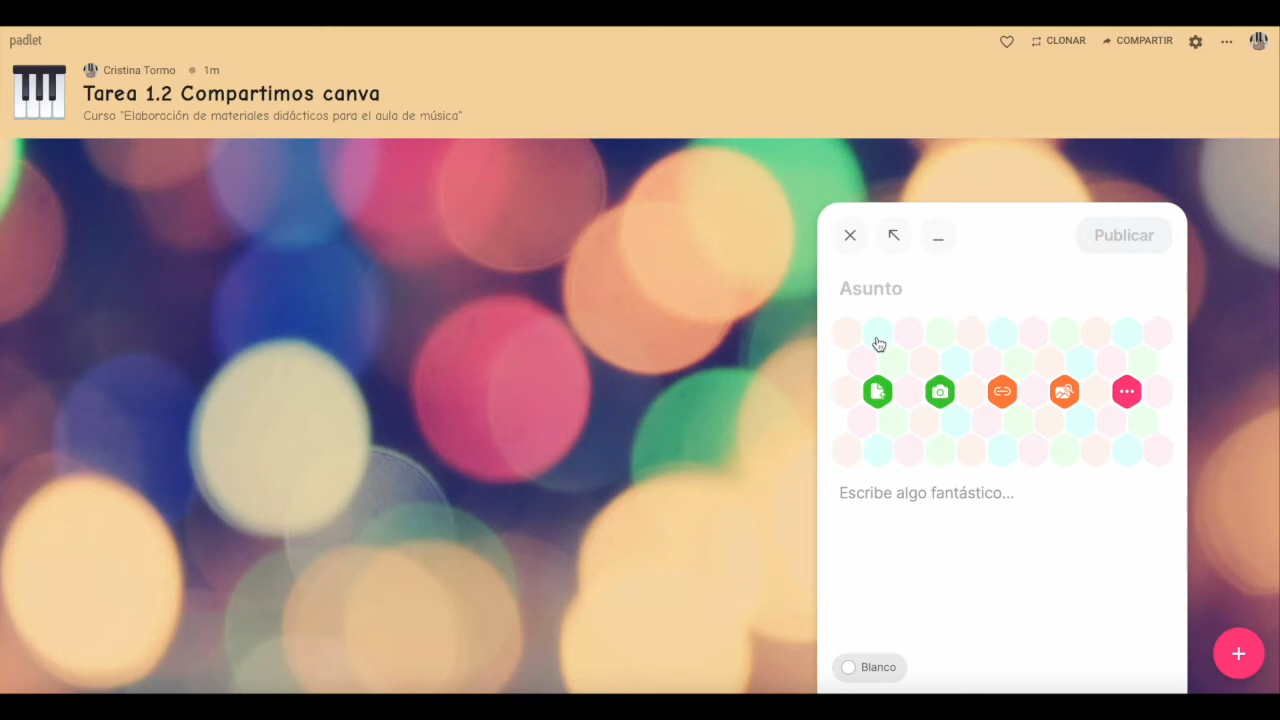 padlet
CLONAR
COMPARTIR
Cristina Tormo
1m
Tarea 1.2 Compartimos canva
Curso "Elaboración de materiales didácticos para el aula de música"
Publicar
Asunto
Escribe algo fantástico...
Blanco